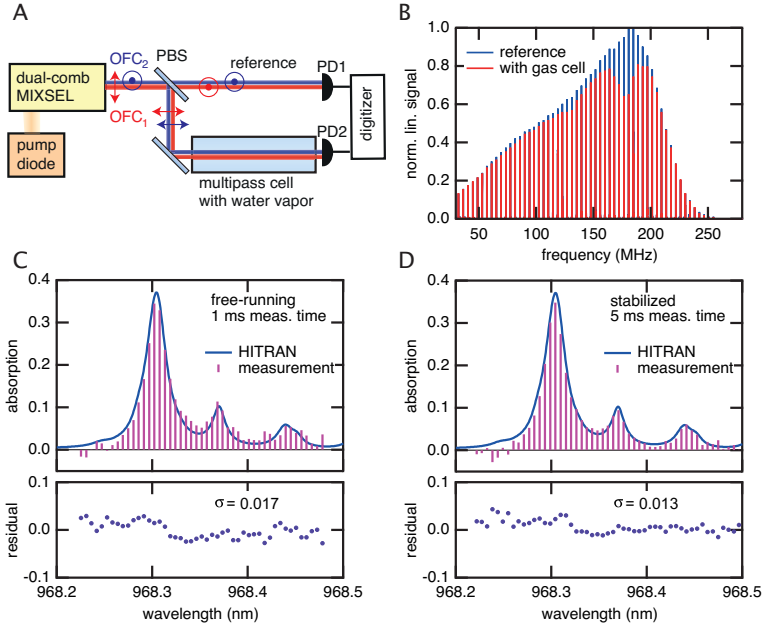 A
OFC2
PBS
reference
PD1
dual-comb
MIXSEL
OFC1
PD2
digitizer
pump
diode
multipass cell
with water vapor
B
1.0
0.8
0.6
0.4
0.2
0.0
norm. lin. signal
reference
with gas cell
50
100
150
200
250
frequency (MHz)
C
0.4
0.3
0.2
0.1
0.0
absorption
free-running
1 ms meas. time
HITRAN
measurement
0.1
0.0
-0.1
residual
σ = 0.017
968.2
968.3
968.4
968.5
wavelength (nm)
D
0.4
0.3
0.2
0.1
0.0
absorption
stabilized
5 ms meas. time
HITRAN
measurement
0.1
0.0
-0.1
residual
σ = 0.013
968.2
968.3
968.4
968.5
wavelength (nm)